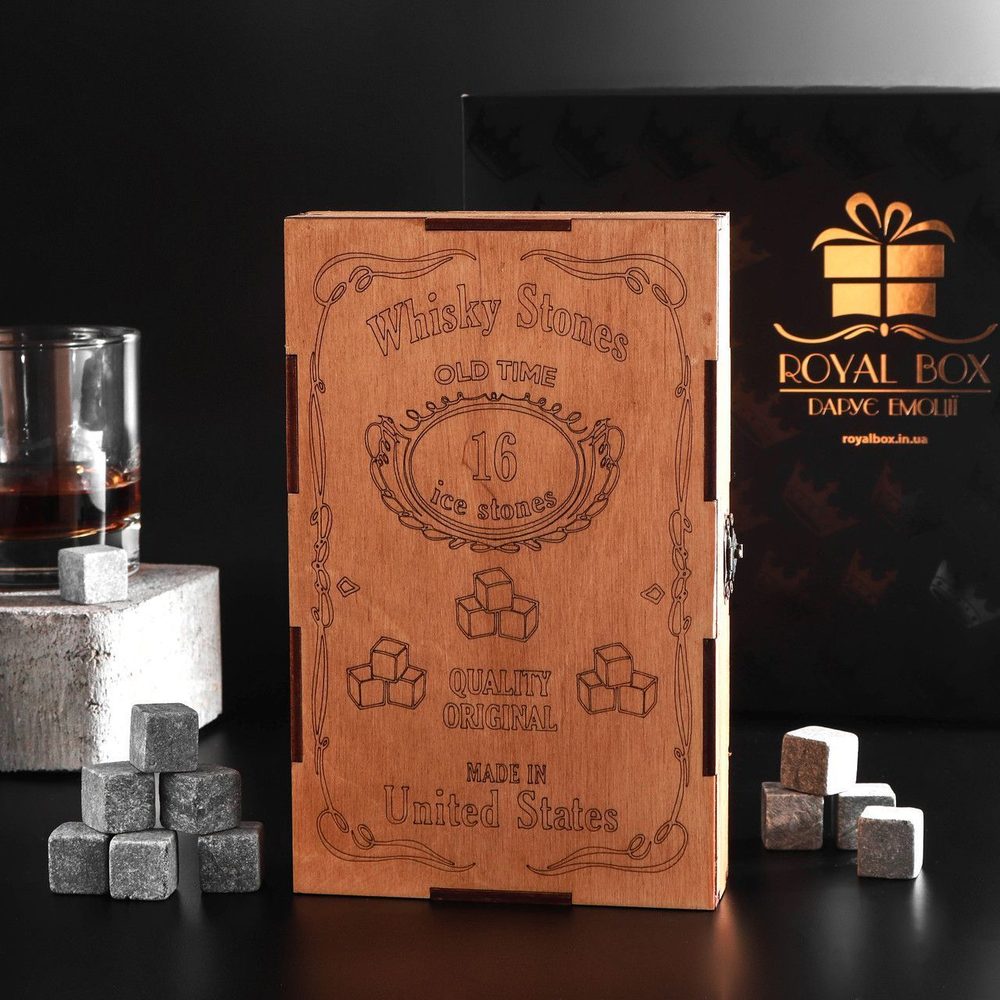 Whisky Stones
OLD TIME
16
ice stones
QUALITY
ORIGINAL
MADE IN
United States
ROYAL BOX
ДАРУЄ ЕМОЦІЇ
royalbox.in.ua